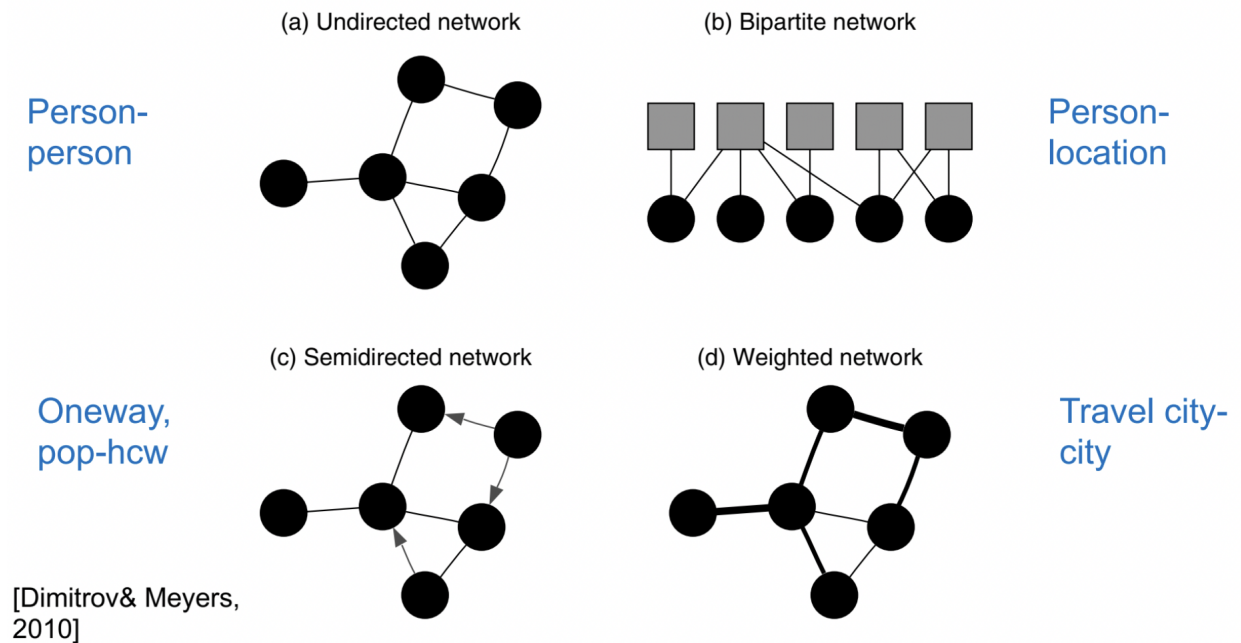 (a) Undirected network
(b) Bipartite network
Person-
person
Person-
location
(c) Semidirected network
(d) Weighted network
Oneway,
pop-hcw
Travel city-
city
[Dimitrov& Meyers,
2010]